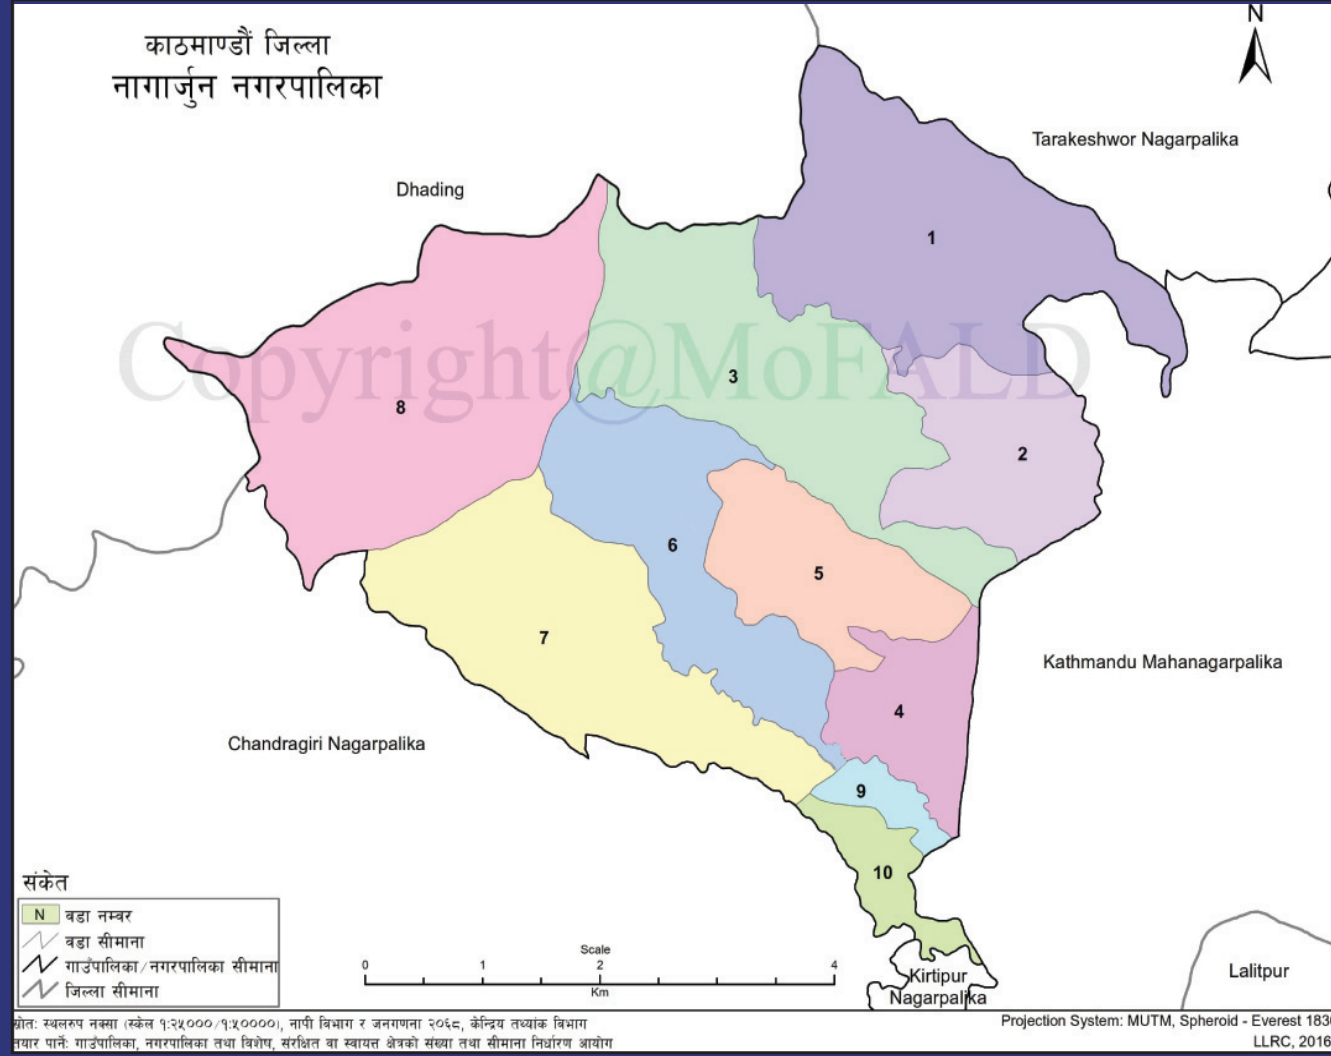 काठमाण्डौं जिल्ला
नागार्जुन नगरपालिका
N
Tarakeshwor Nagarpalika
Dhading
1
Copyright@MoFALD
3
8
2
6
5
7
Kathmandu Mahanagarpalika
4
Chandragiri Nagarpalika
9
10
संकेत
N वडा नम्बर
वडा सीमाना
गाउँपालिका/नगरपालिका सीमाना
जिल्ला सीमाना
Scale
0 1 2 4
Km
Kirtipur
Nagarpalika
Lalitpur
स्रोतः स्थलरुप नक्सा (स्केल १:२५०००/१:५००००), नापी विभाग र जनगणना २०६८, केन्द्रिय तथ्यांक विभाग
तयार पार्नेः गाउँपालिका, नगरपालिका तथा विशेष, संरक्षित वा स्वायत्त क्षेत्रको संख्या तथा सीमाना निर्धारण आयोग
Projection System: MUTM, Spheroid - Everest 1830
LLRC, 2016